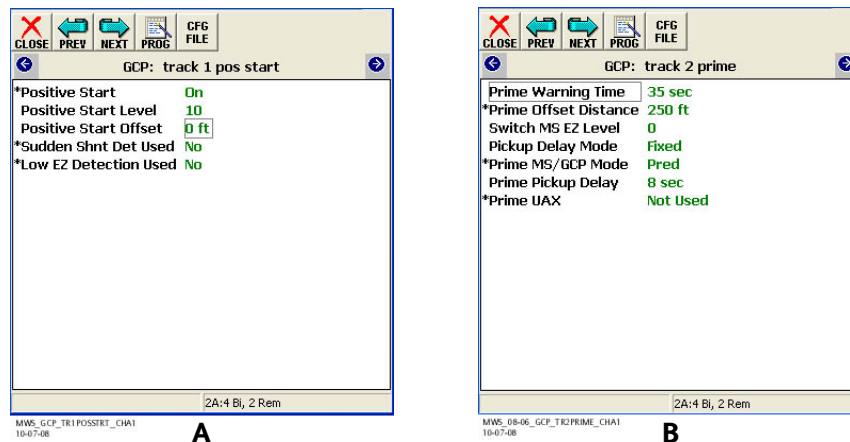 CLOSE PREV NEXT PROG CFG FILE
GCP: track 1 pos start
*Positive Start On
Positive Start Level 10
Positive Start Offset 0 ft
*Sudden Shnt Det Used No
*Low EZ Detection Used No
2A:4 Bi, 2 Rem
MWS_GCP_TR1POSSTRT_CHA1
10-07-08
A
CLOSE PREV NEXT PROG CFG FILE
GCP: track 2 prime
Prime Warning Time 35 sec
*Prime Offset Distance 250 ft
Switch MS EZ Level 0
Pickup Delay Mode Fixed
*Prime MS/GCP Mode Pred
Prime Pickup Delay 8 sec
*Prime UAX Not Used
2A:4 Bi, 2 Rem
MWS_08-06_GCP_TR2PRIME_CHA1
10-07-08
B